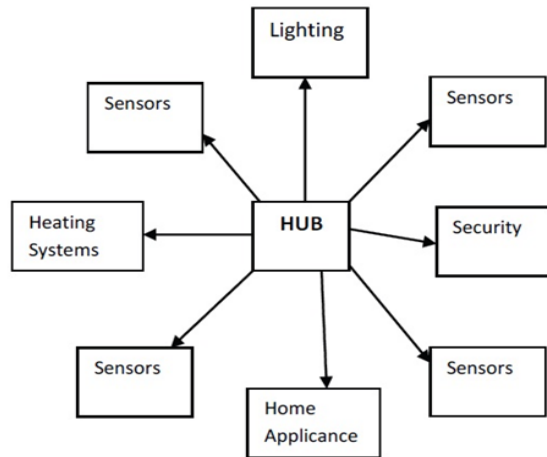 Lighting
Sensors
Sensors
Heating
Systems
HUB
Security
Sensors
Sensors
Home
Applicance